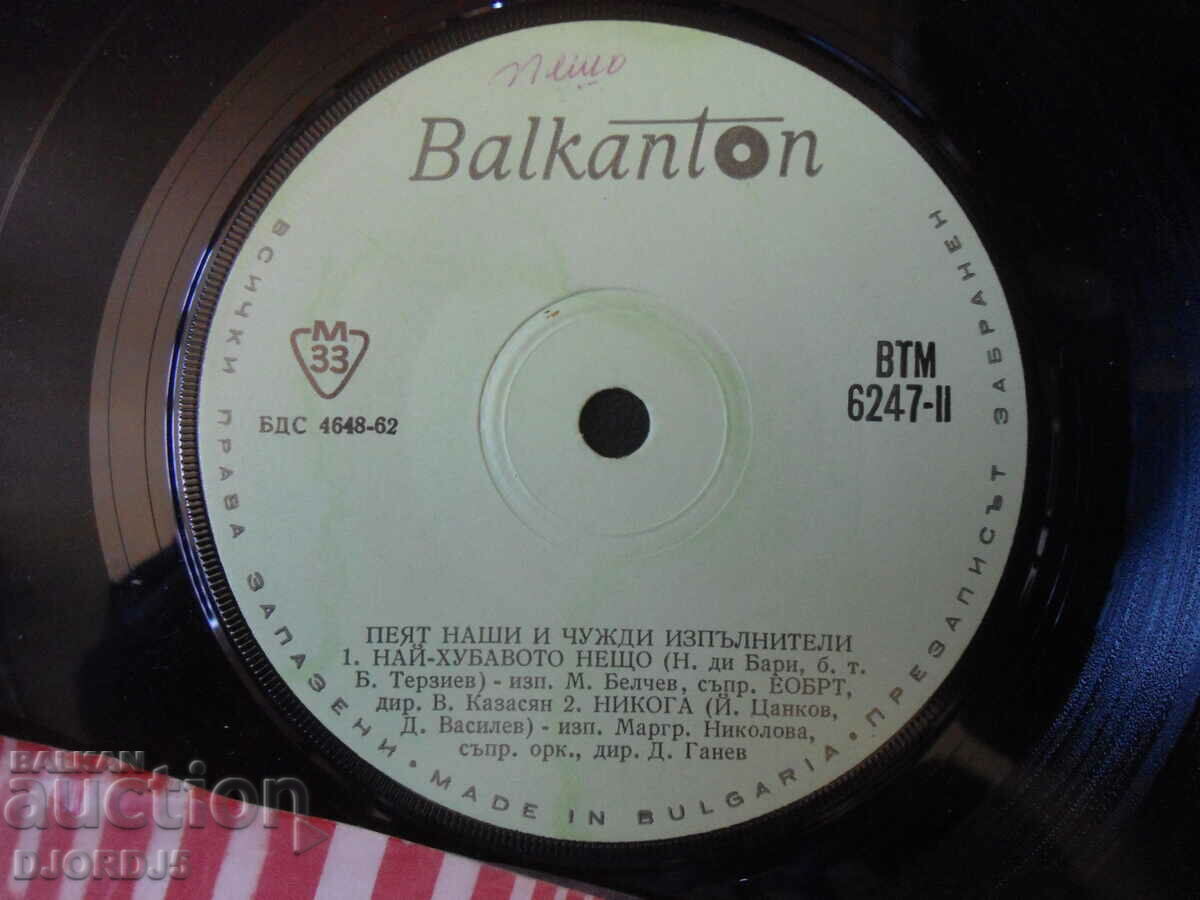 Пешо
Balkanton
ВСИЧКИ ПРАВА ЗАПАЗЕНИ • MADE IN BULGARIA • ПРЕЗАПИСЪТ ЗАБРАНЕН
М
33
БДС 4648-62
ВТМ
6247-II
ПЕЯТ НАШИ И ЧУЖДИ ИЗПЪЛНИТЕЛИ
1. НАЙ-ХУБАВОТО НЕЩО (Н. ди Бари, б. т.
Б. Терзиев) - изп. М. Белчев, съпр. ЕОБРТ,
дир. В. Казасян 2. НИКОГА (Й. Цанков,
Д. Василев) - изп. Маргр. Николова,
съпр. орк., дир. Д. Ганев
BALKAN
auction
DJORDJ5